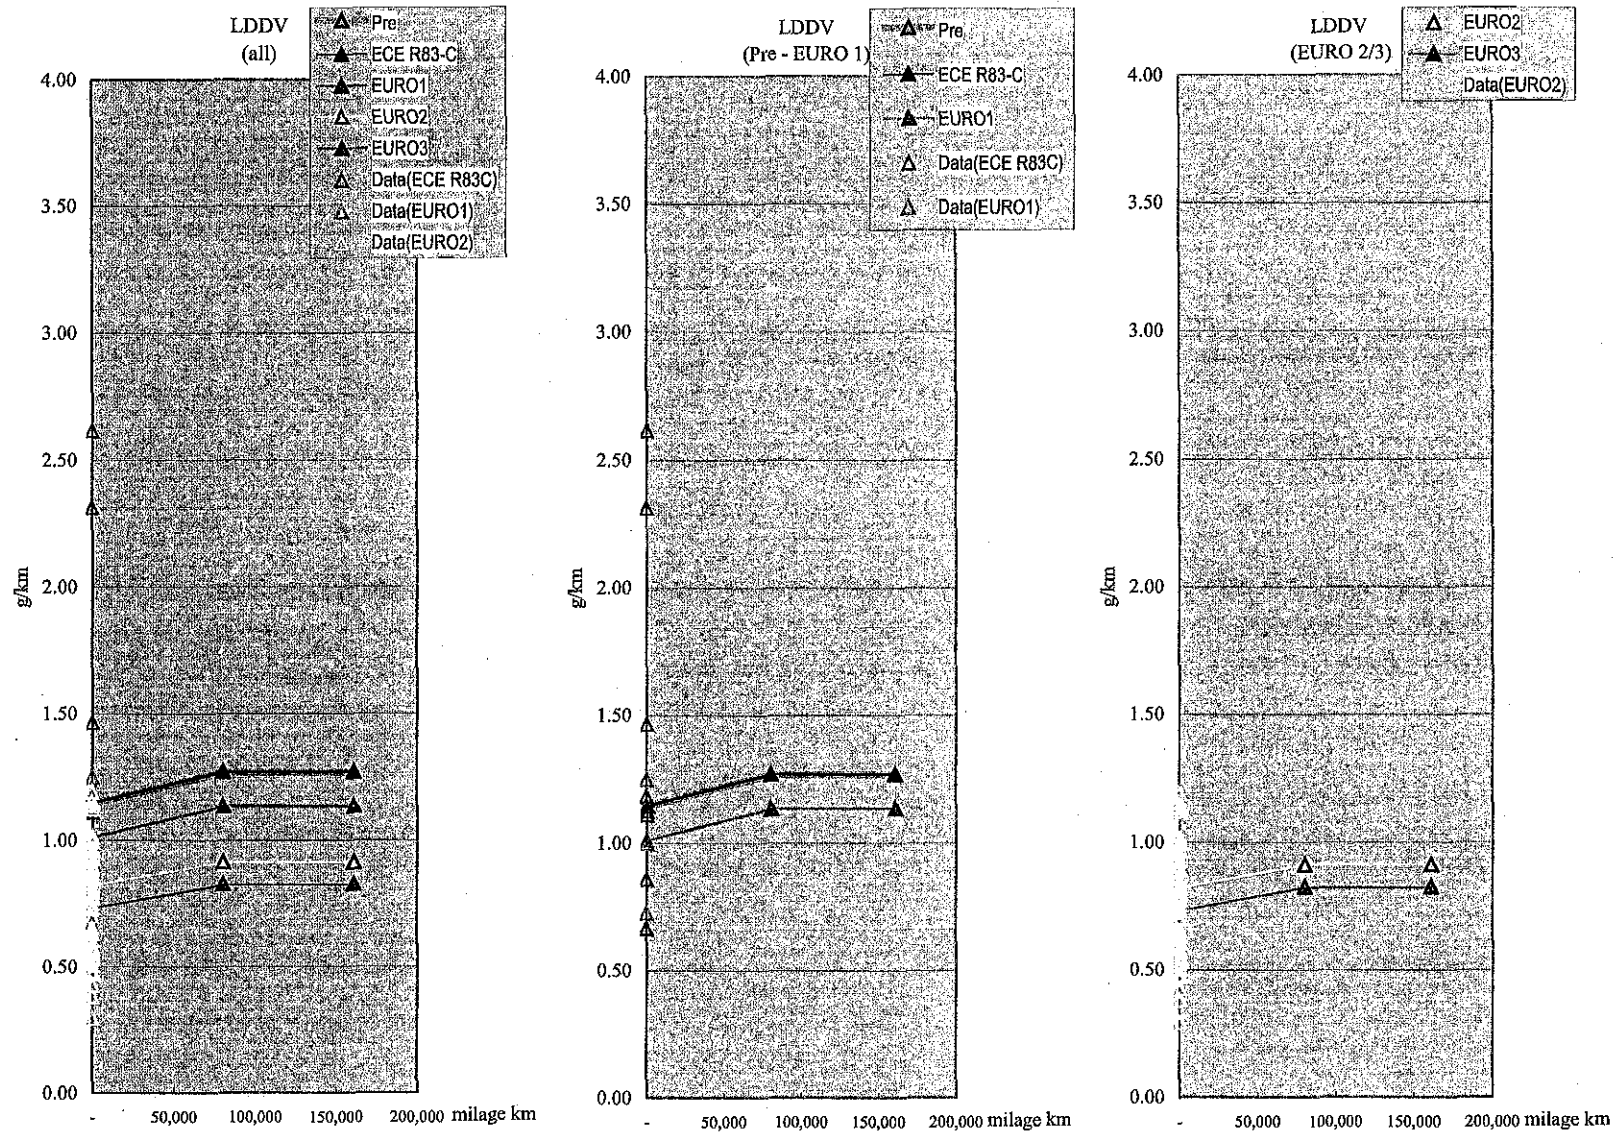 LDDV
(all)
Pre
ECE R83-C
EURO1
EURO2
EURO3
Data(ECE R83C)
Data(EURO1)
Data(EURO2)
4.00
3.50
3.00
2.50
2.00
1.50
1.00
0.50
0.00
g/km
- 50,000 100,000 150,000 200,000 milage km
LDDV
(Pre - EURO 1)
Pre
ECE R83-C
EURO1
Data(ECE R83C)
Data(EURO1)
4.00
3.50
3.00
2.50
2.00
1.50
1.00
0.50
0.00
g/km
- 50,000 100,000 150,000 200,000 milage km
LDDV
(EURO 2/3)
EURO2
EURO3
Data(EURO2)
4.00
3.50
3.00
2.50
2.00
1.50
1.00
0.50
0.00
g/km
- 50,000 100,000 150,000 200,000 milage km